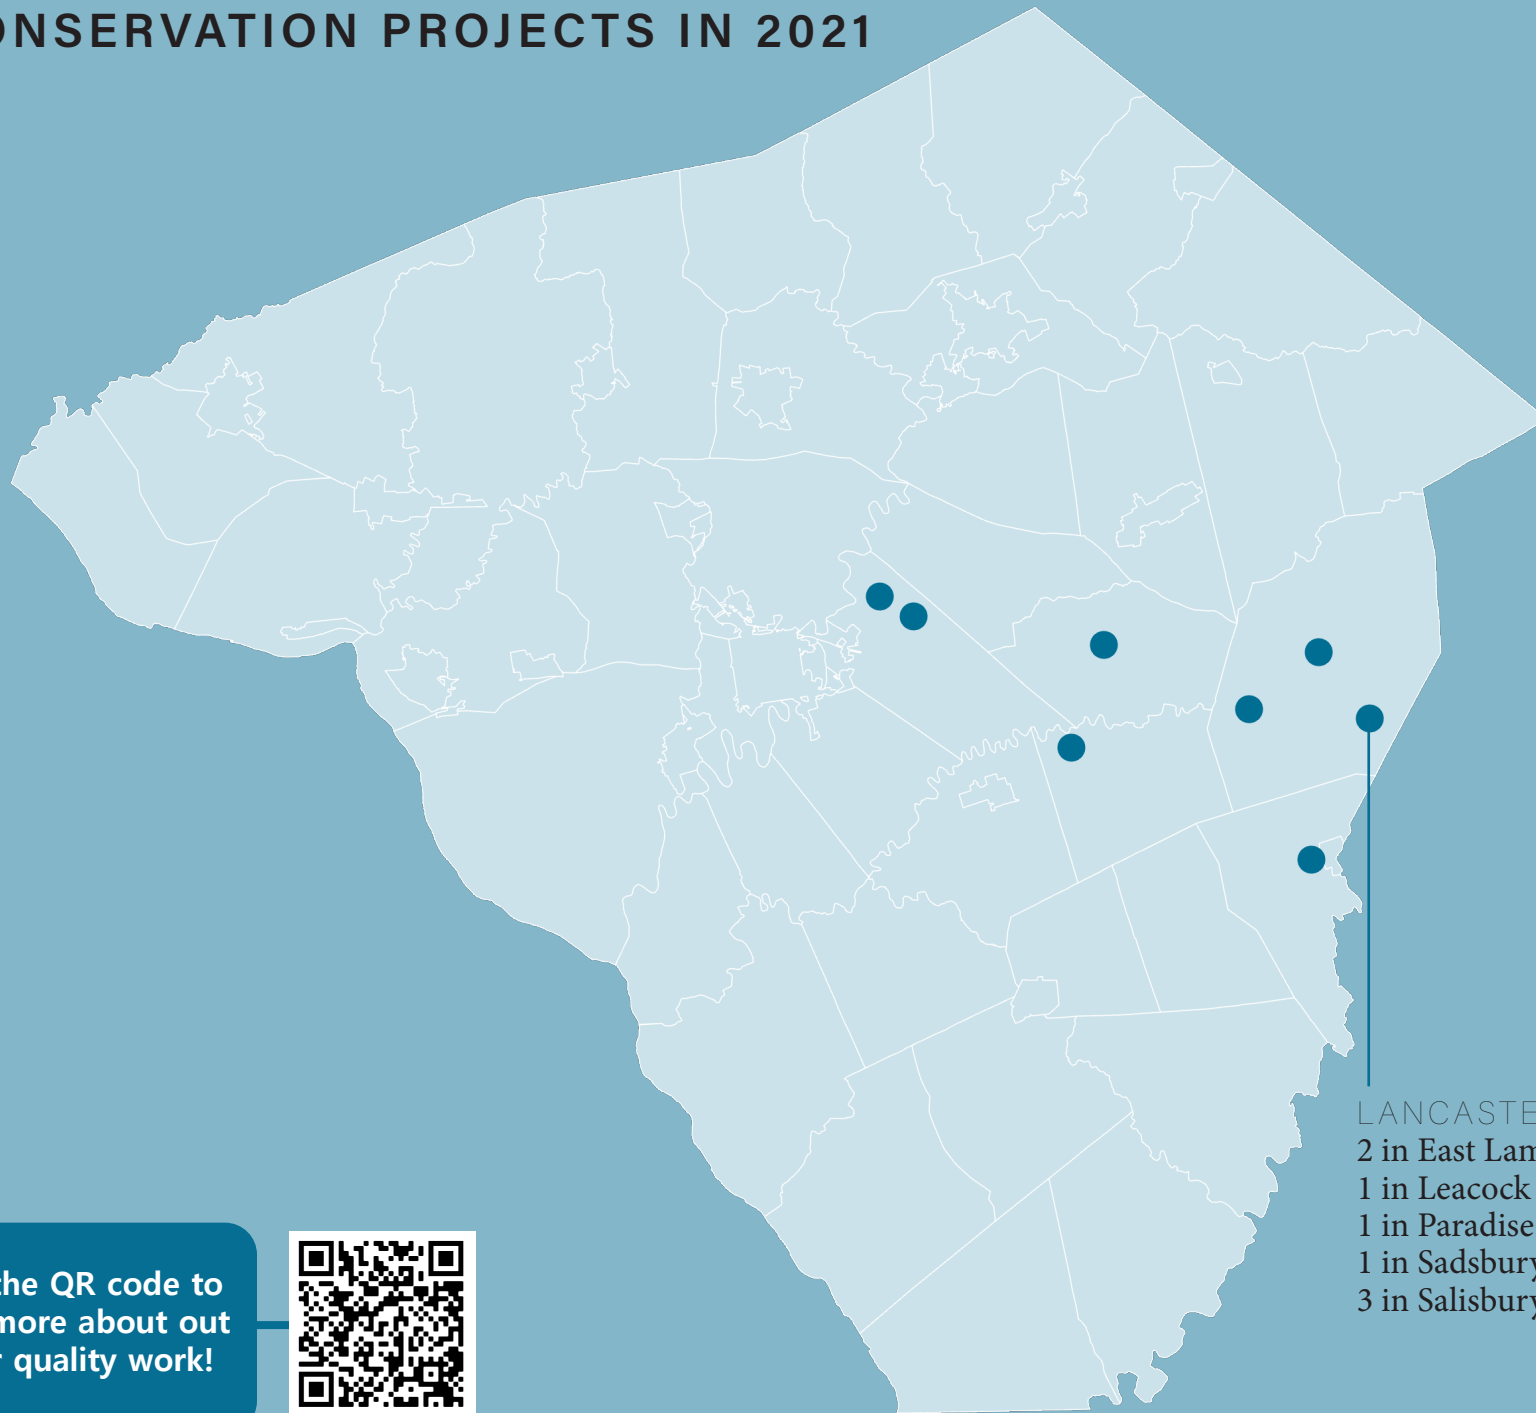 ONSERVATION PROJECTS IN 2021
LANCASTE
2 in East Lam
1 in Leacock
1 in Paradise
1 in Sadsbury
3 in Salisbury
the QR code to
more about out
r quality work!